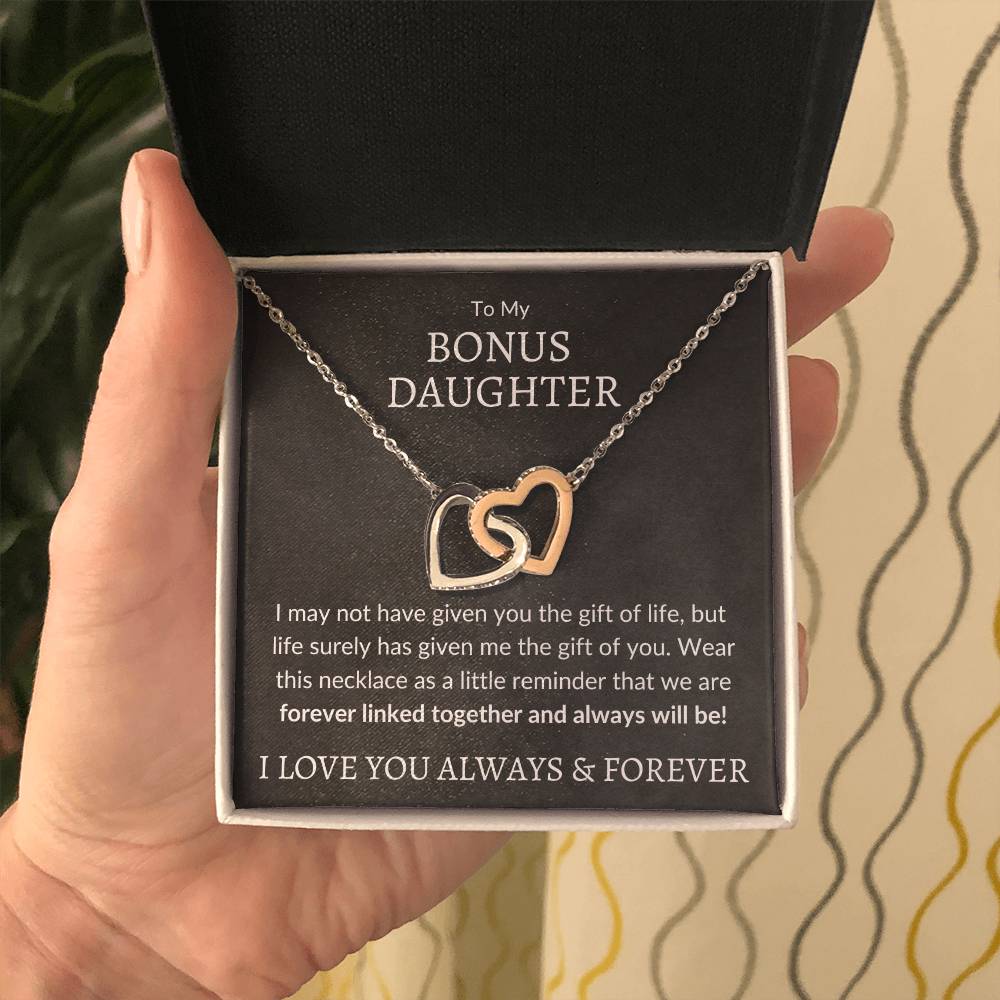 To My
BONUS
DAUGHTER
I may not have given you the gift of life, but
life surely has given me the gift of you. Wear
this necklace as a little reminder that we are
forever linked together and always will be!
I LOVE YOU ALWAYS & FOREVER